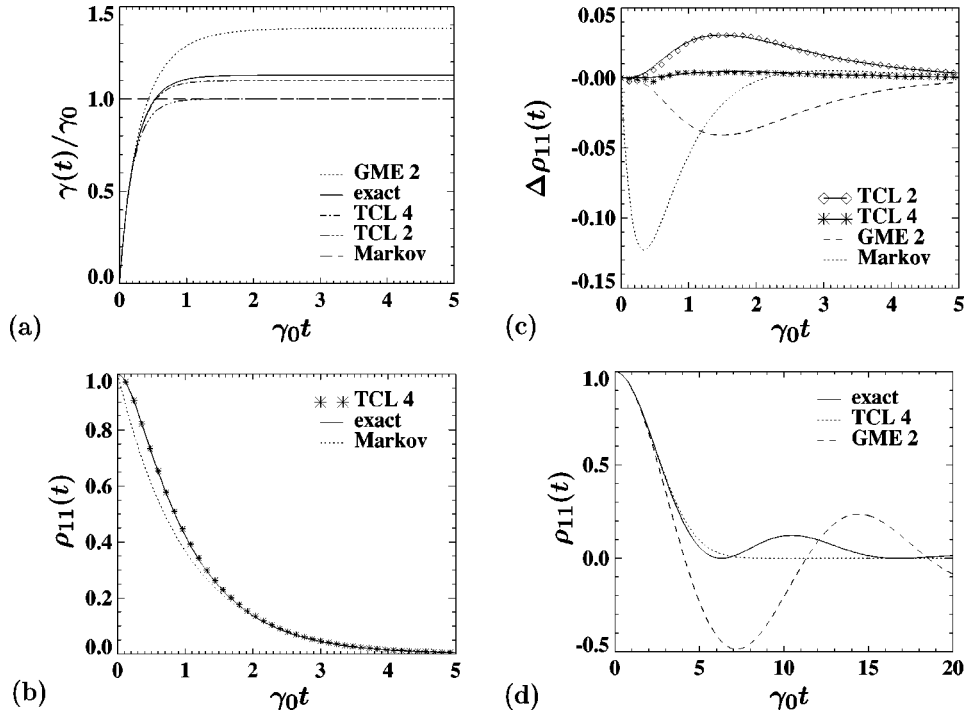 1.5
1.0
0.5
0.0
γ(t)/γ₀
GME 2
exact
TCL 4
TCL 2
Markov
0 1 2 3 4 5
γ₀t
(a)
0.05
-0.00
-0.05
-0.10
-0.15
Δρ₁₁(t)
TCL 2
TCL 4
GME 2
Markov
0 1 2 3 4 5
γ₀t
(c)
1.0
0.8
0.6
0.4
0.2
0.0
ρ₁₁(t)
TCL 4
exact
Markov
0 1 2 3 4 5
γ₀t
(b)
1.0
0.5
0.0
-0.5
ρ₁₁(t)
exact
TCL 4
GME 2
0 5 10 15 20
γ₀t
(d)